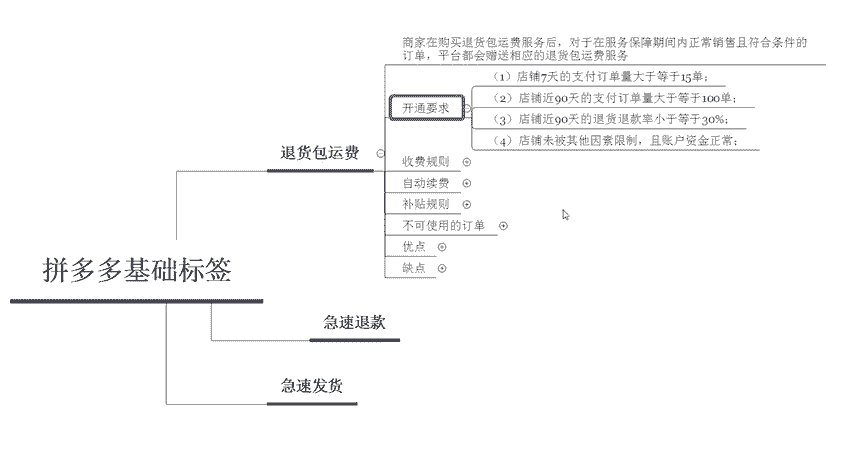 商家在购买退货包运费服务后，对于在服务保障期间内正常销售且符合条件的
订单，平台都会赠送相应的退货包运费服务
（1）店铺7天的支付订单量大于等于15单；
（2）店铺近90天的支付订单量大于等于100单；
开通要求
（3）店铺近90天的退货退款率小于等于30%；
（4）店铺未被其他因素限制，且账户资金正常；
退货包运费
收费规则
自动续费
补贴规则
不可使用的订单
优点
缺点
拼多多基础标签
急速退款
急速发货